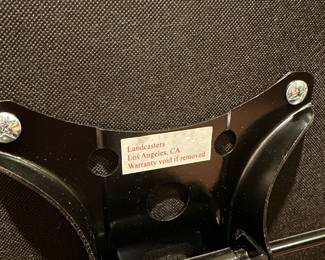 Landcasters
Los Angeles, CA
Warranty void if removed